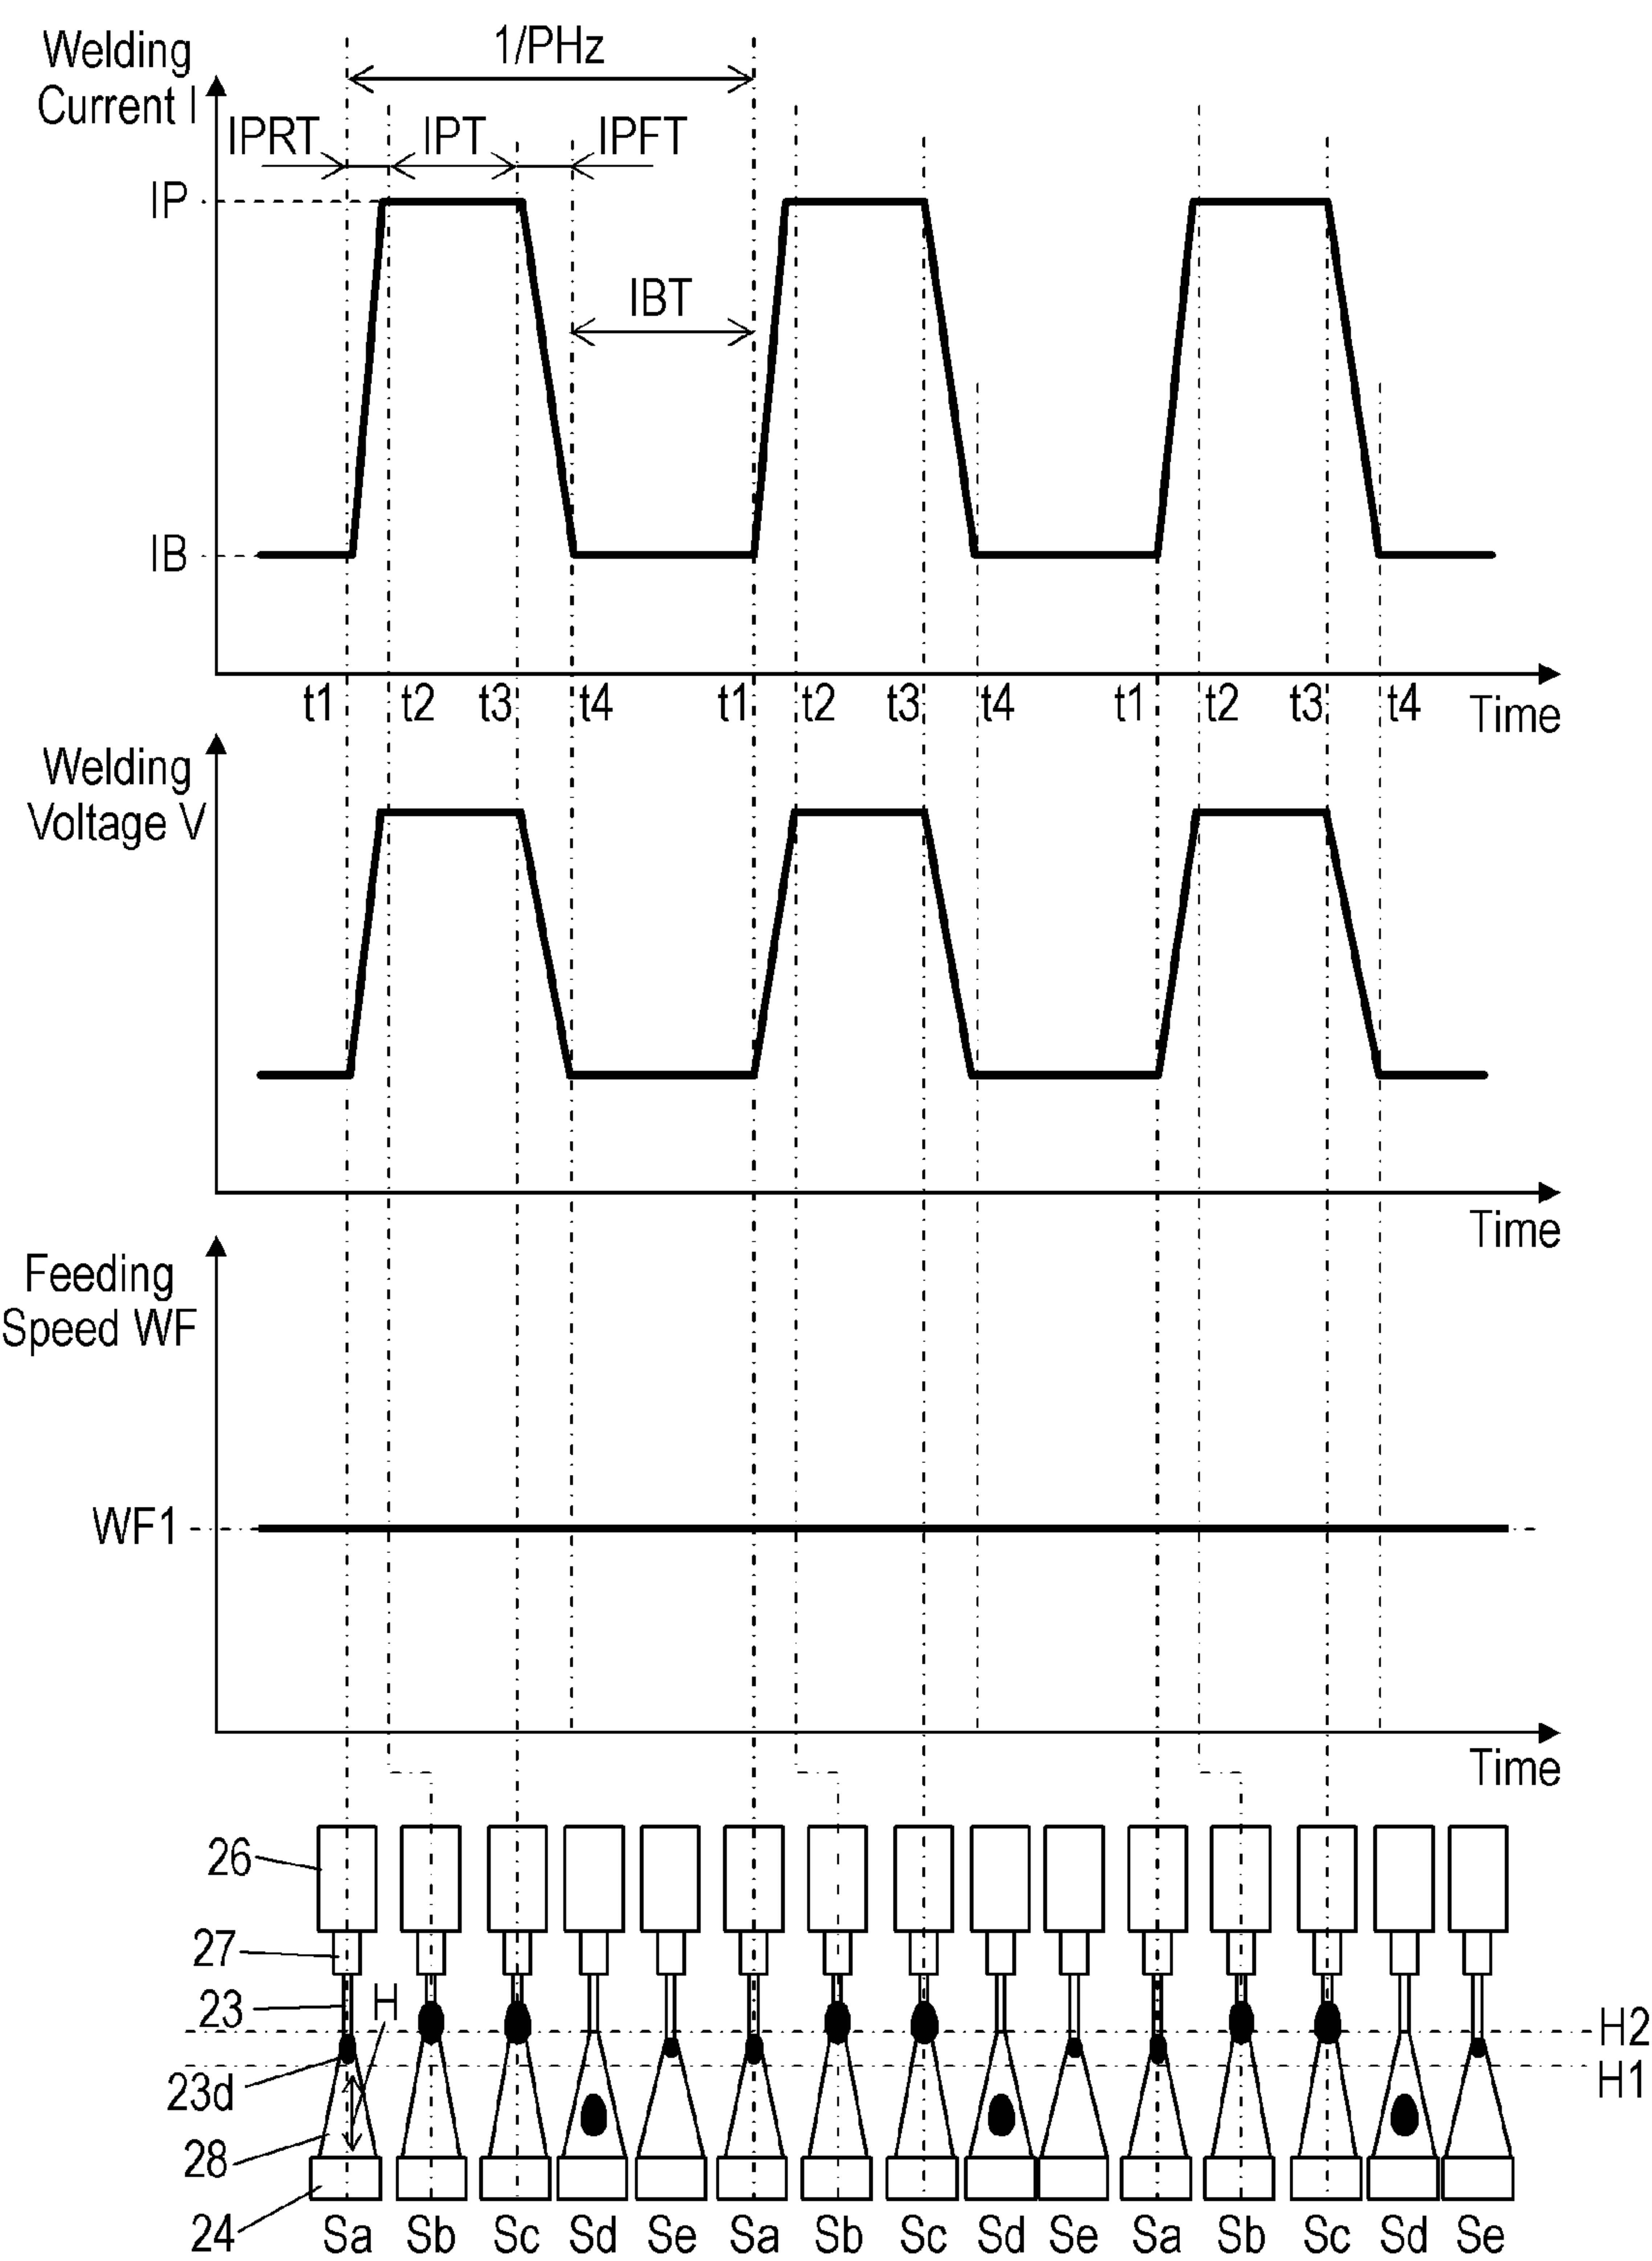 Welding
Current I
1/PHz
IPRT IPT IPFT
IP
IBT
IB
t1 t2 t3 t4 t1 t2 t3 t4 t1 t2 t3 t4 Time
Welding
Voltage V
Time
Feeding
Speed WF
WF1
Time
26
27
23 H
H2
23d H1
28
24 Sa Sb Sc Sd Se Sa Sb Sc Sd Se Sa Sb Sc Sd Se